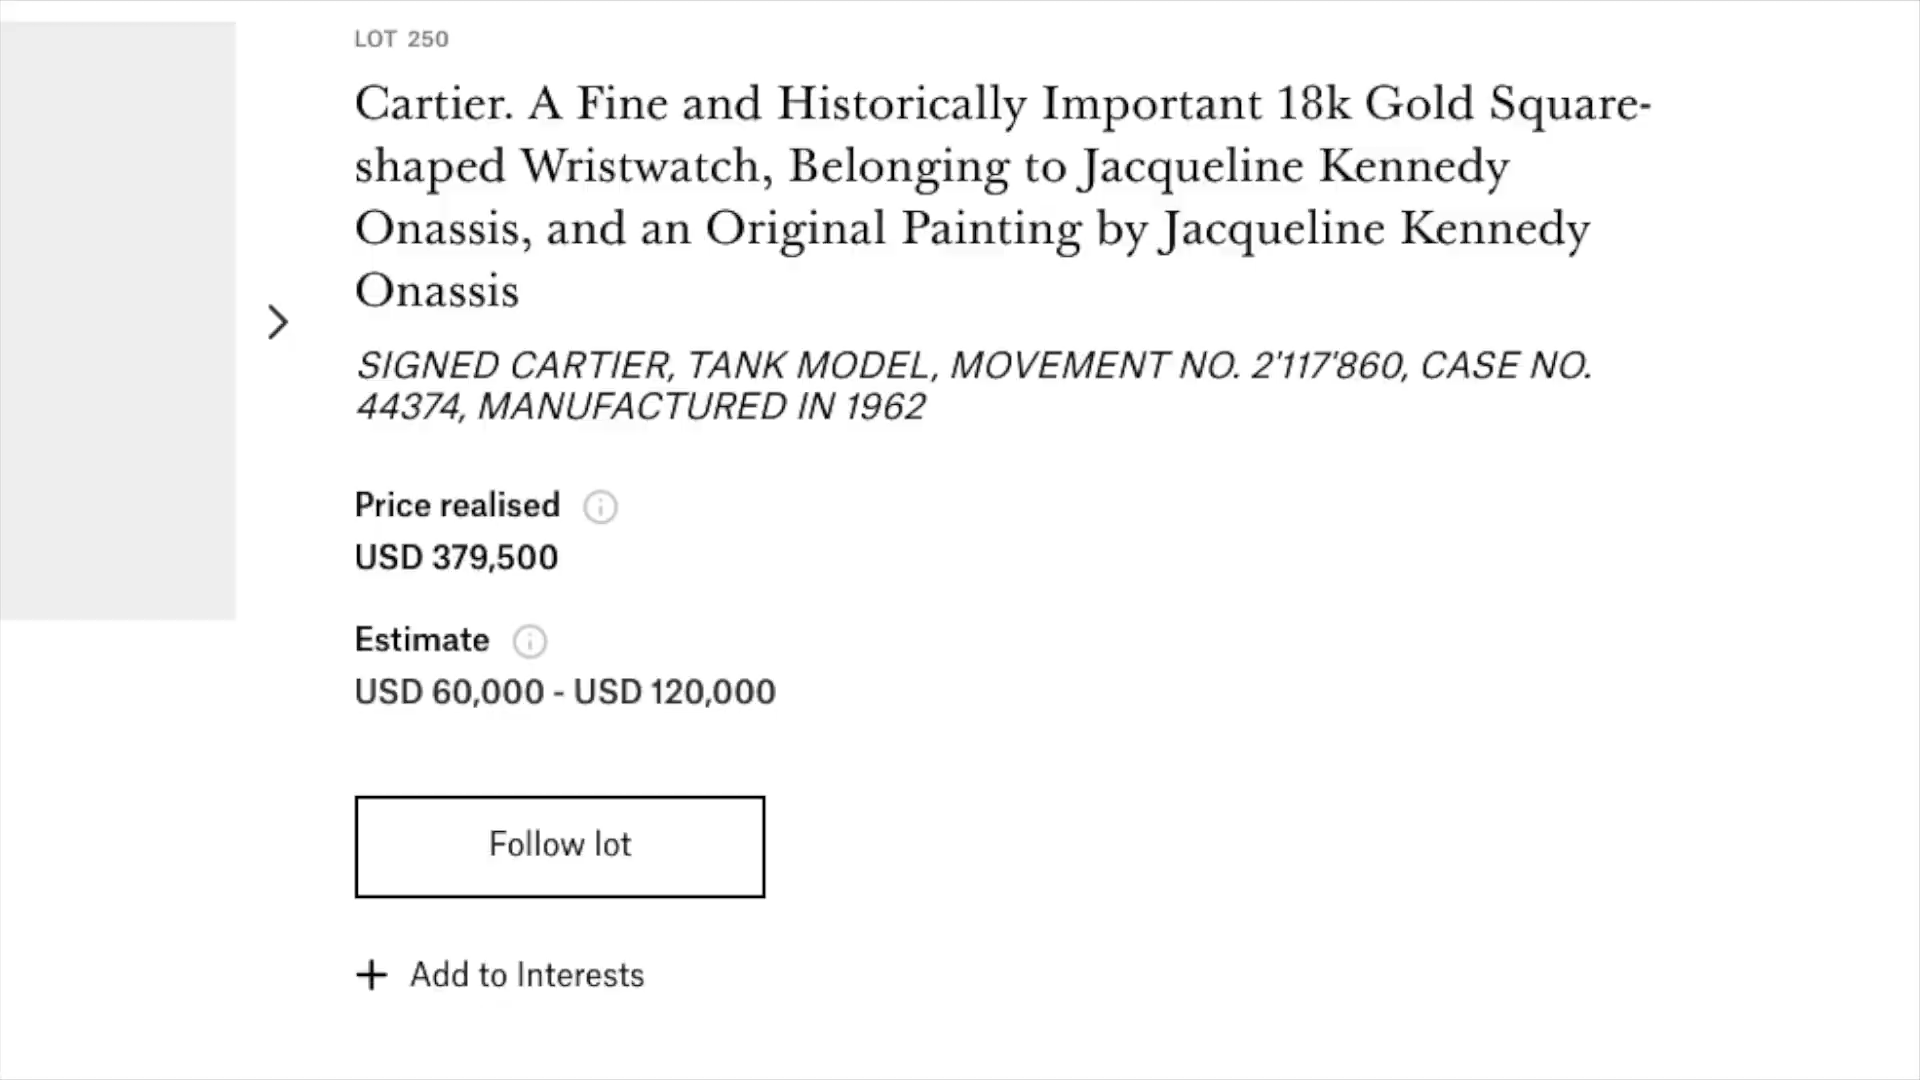 LOT 250
Cartier. A Fine and Historically Important 18k Gold Square-
shaped Wristwatch, Belonging to Jacqueline Kennedy
Onassis, and an Original Painting by Jacqueline Kennedy
Onassis
SIGNED CARTIER, TANK MODEL, MOVEMENT NO. 2'117'860, CASE NO.
44374, MANUFACTURED IN 1962
Price realised
USD 379,500
Estimate
USD 60,000 - USD 120,000
Follow lot
+ Add to Interests